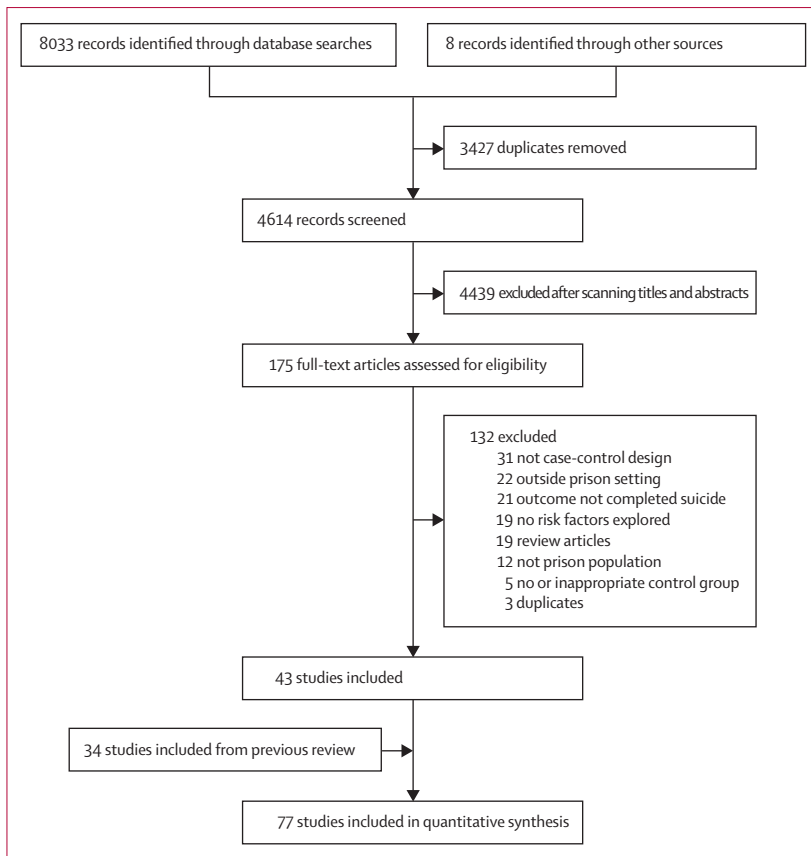 8033 records identified through database searches
8 records identified through other sources
3427 duplicates removed
4614 records screened
4439 excluded after scanning titles and abstracts
175 full-text articles assessed for eligibility
132 excluded
31 not case-control design
22 outside prison setting
21 outcome not completed suicide
19 no risk factors explored
19 review articles
12 not prison population
5 no or inappropriate control group
3 duplicates
43 studies included
34 studies included from previous review
77 studies included in quantitative synthesis